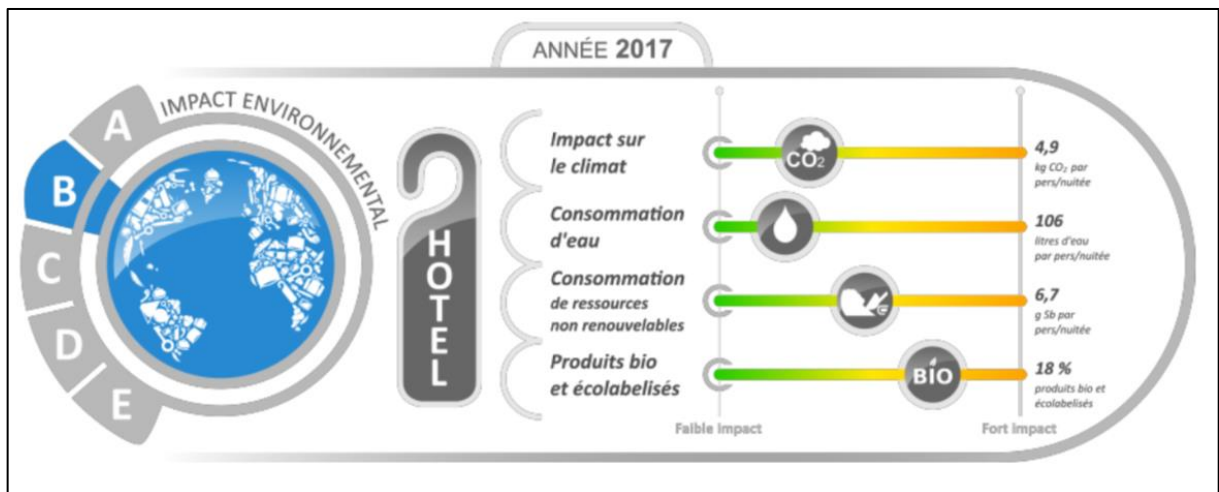 ANNÉE 2017
IMPACT ENVIRONNEMENTAL
A
B
C
D
E
HOTEL
Impact sur
le climat
CO₂
4,9
kg CO₂ par
pers/nuitée
Consommation
d'eau
106
litres d'eau
par pers/nuitée
Consommation
de ressources
non renouvelables
6,7
g Sb par
pers/nuitée
Produits bio
et écolabelisés
BIO
18 %
produits bio et
écolabélisés
Faible impact
Fort impact